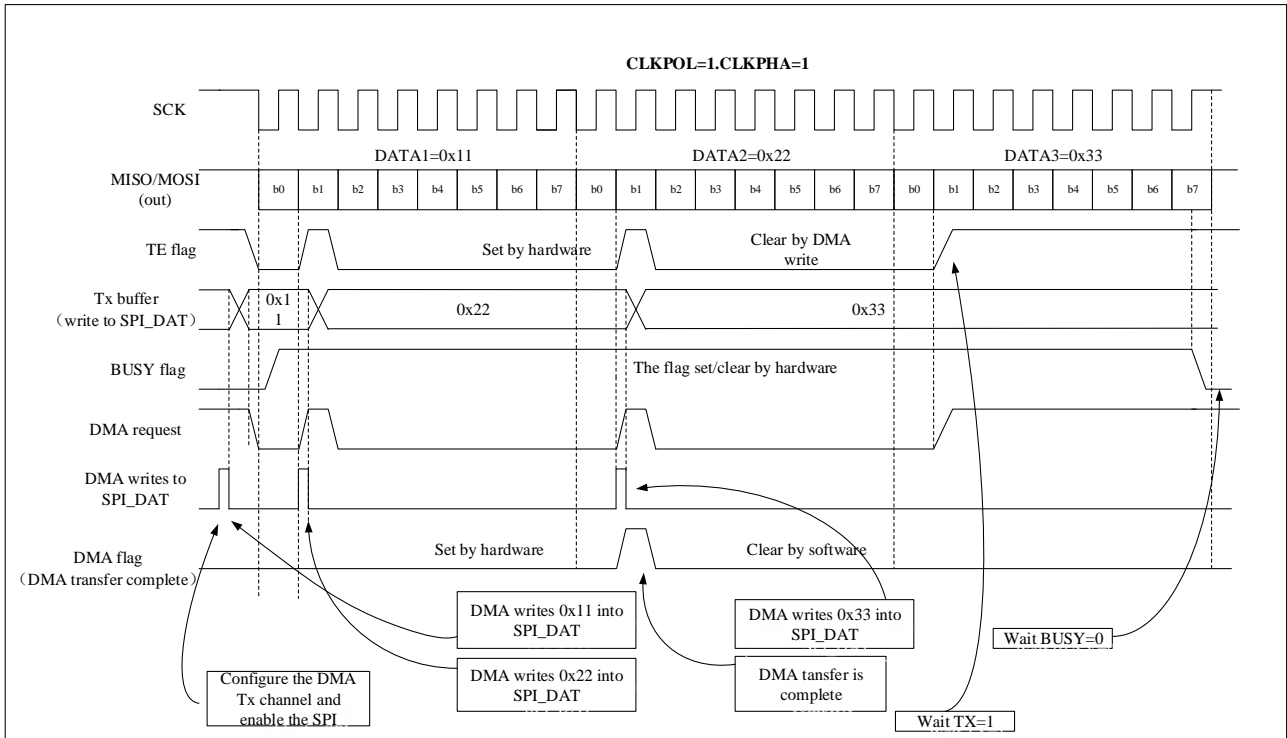 CLKPOL=1.CLKPHA=1
SCK
DATA1=0x11
DATA2=0x22
DATA3=0x33
MISO/MOSI
(out)
b0 b1 b2 b3 b4 b5 b6 b7 b0 b1 b2 b3 b4 b5 b6 b7 b0 b1 b2 b3 b4 b5 b6 b7
TE flag
Set by hardware
Clear by DMA
write
Tx buffer
(write to SPI_DAT)
0x1
1
0x22
0x33
BUSY flag
The flag set/clear by hardware
DMA request
DMA writes to
SPI_DAT
DMA flag
(DMA transfer complete)
Set by hardware
Clear by software
DMA writes 0x11 into
SPI_DAT
DMA writes 0x33 into
SPI_DAT
Wait BUSY=0
Configure the DMA
Tx channel and
enable the SPI
DMA writes 0x22 into
SPI_DAT
DMA tansfer is
complete
Wait TX=1